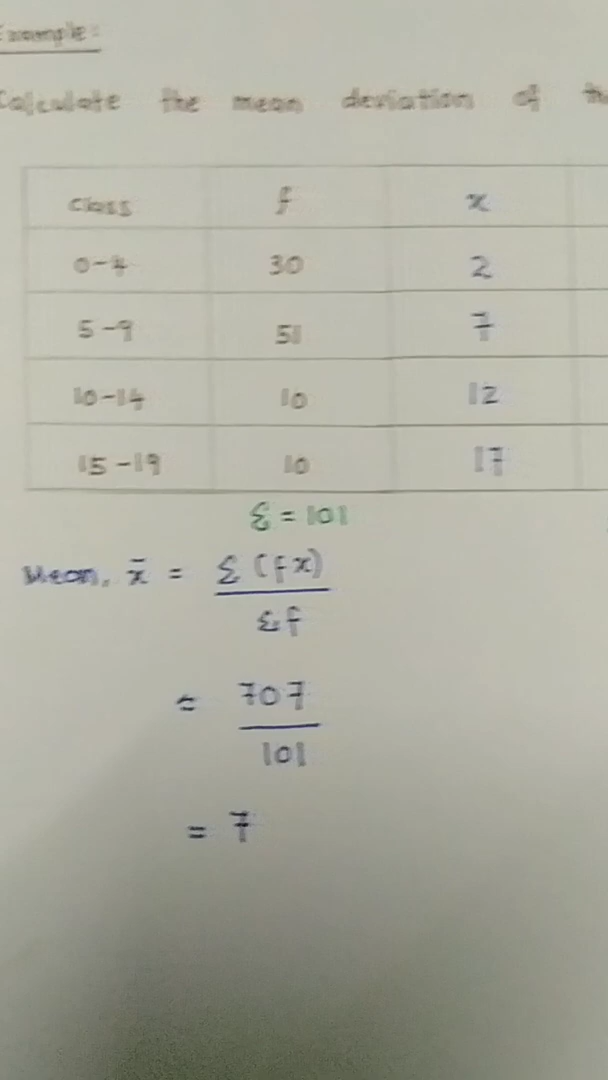 Example:
Calculate the mean deviation of
class f x
0-4 30 2
5-9 51 7
10-14 10 12
15-19 10 17
Σ = 101
Mean, x̄ = Σ(fx)
Σf
= 707
101
= 7